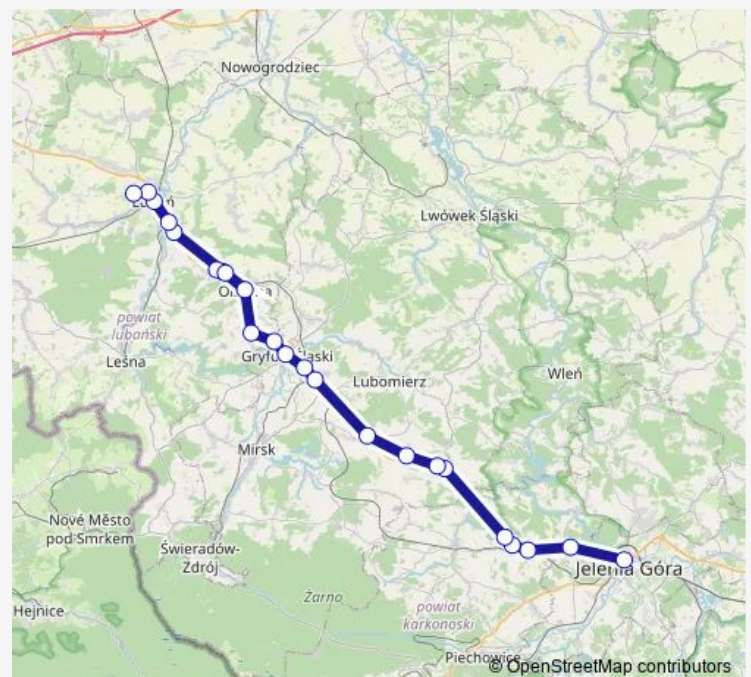 Nowogrodziec
Lwówek Śląski
powiat
lubański
Leśna
Lubomierz
Wleń
Mirsk
Nové Město
pod Smrkem
Świeradów-
Zdrój
Żarno
Jelenia Góra
Hejnice
powiat
karkonoski
Piechowice
© OpenStreetMap contributors